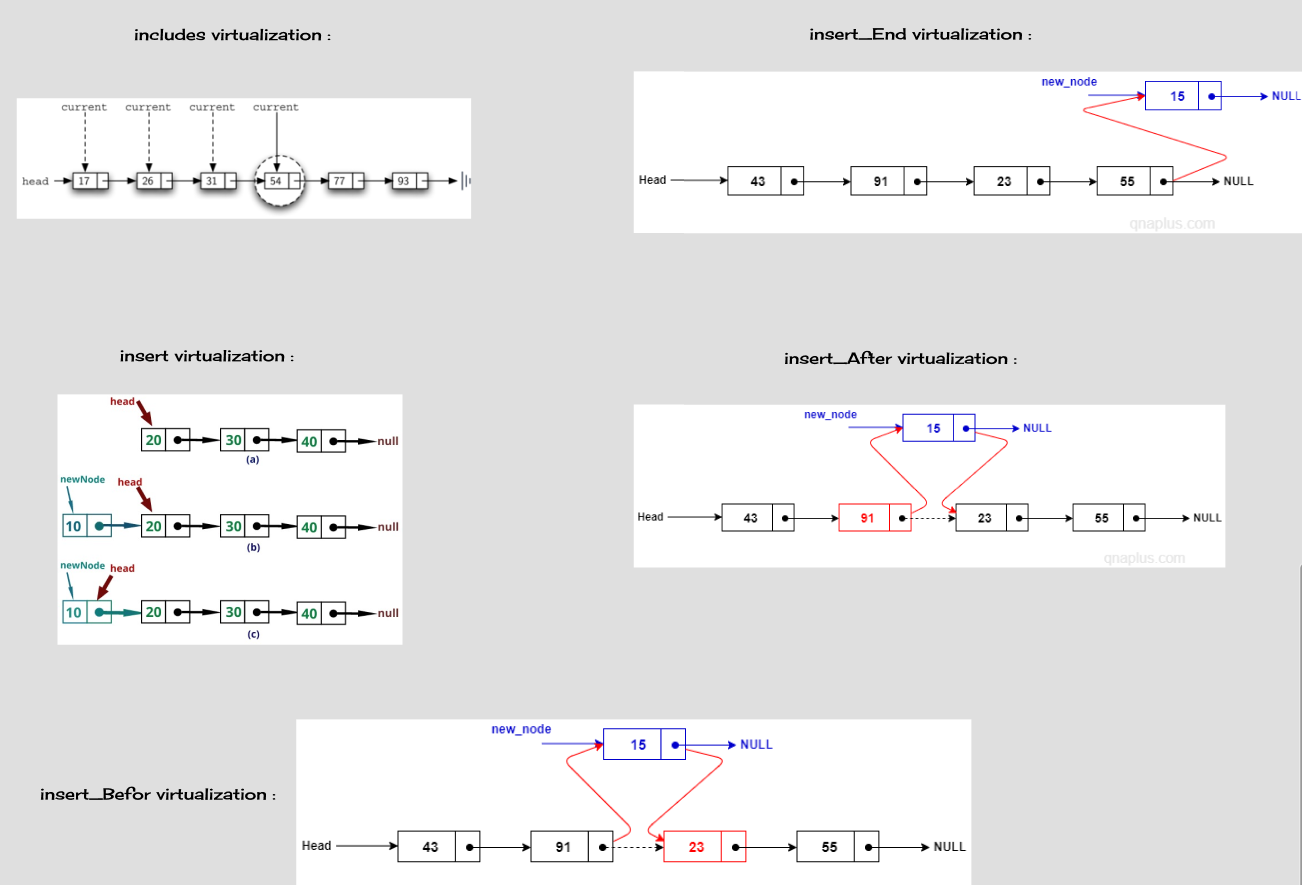 includes virtualization :
current current current current
head 17 26 31 54 77 93
insert_End virtualization :
new_node 15 NULL
Head 43 91 23 55 NULL
qnaplus.com
insert virtualization :
head
20 30 40 null
(a)
newNode head
10 20 30 40 null
(b)
newNode head
10 20 30 40 null
(c)
insert_After virtualization :
new_node 15 NULL
Head 43 91 23 55 NULL
qnaplus.com
insert_Befor virtualization :
new_node 15 NULL
Head 43 91 23 55 NULL